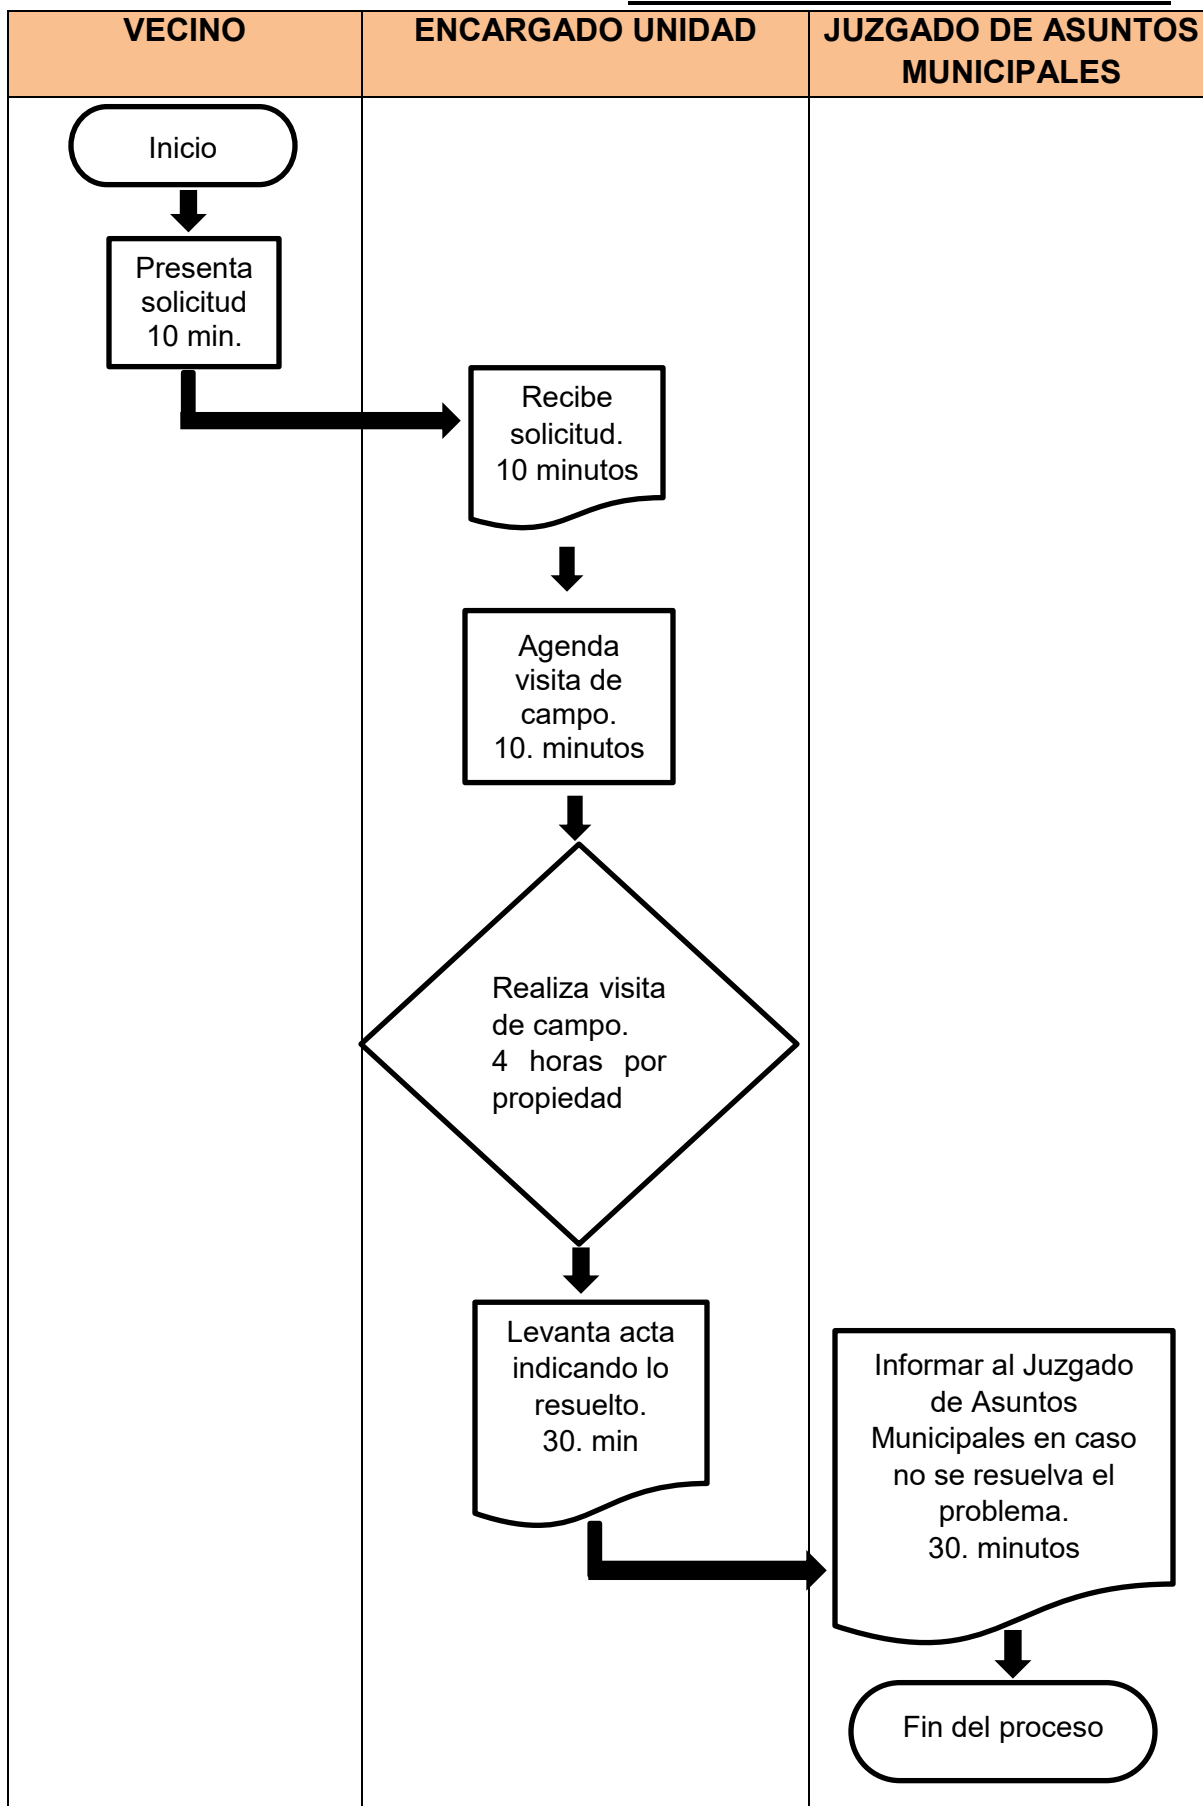 VECINO
ENCARGADO UNIDAD
JUZGADO DE ASUNTOS
MUNICIPALES
Inicio
Presenta
solicitud
10 min.
Recibe
solicitud.
10 minutos
Agenda
visita de
campo.
10. minutos
Realiza visita
de campo.
4 horas por
propiedad
Levanta acta
indicando lo
resuelto.
30. min
Informar al Juzgado
de Asuntos
Municipales en caso
no se resuelva el
problema.
30. minutos
Fin del proceso